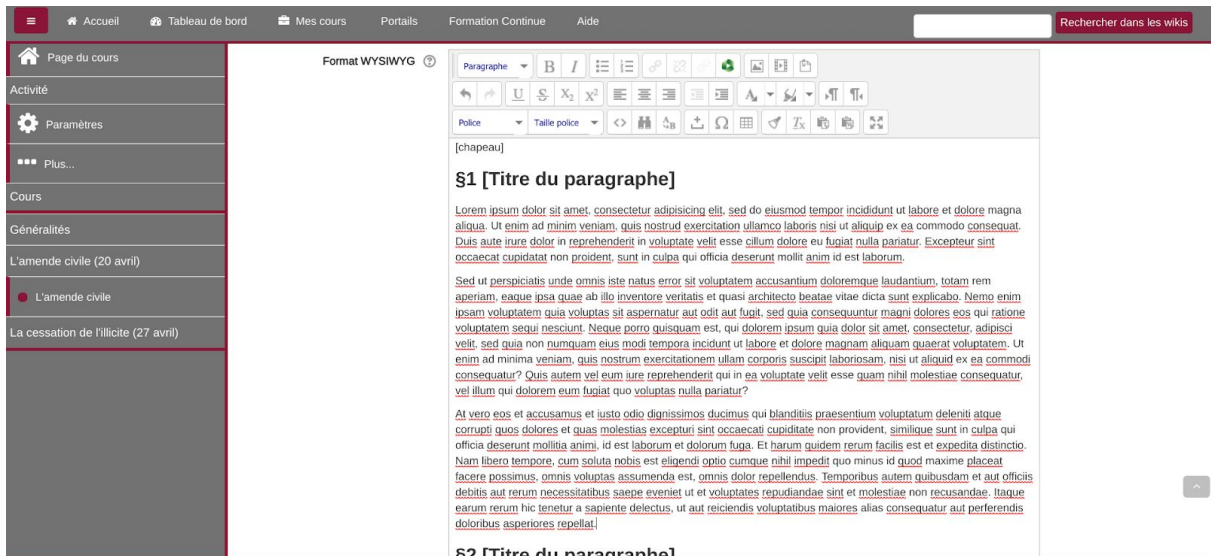 Accueil
Tableau de bord
Mes cours
Portails
Formation Continue
Aide
Rechercher dans les wikis
Page du cours
Activité
Paramètres
Plus...
Cours
Généralités
L'amende civile (20 avril)
L'amende civile
La cessation de l'illicite (27 avril)
Format WYSIWYG
Paragraphe
Police
Taille police
[chapeau]
§1 [Titre du paragraphe]
Lorem ipsum dolor sit amet, consectetur adipisicing elit, sed do eiusmod tempor incididunt ut labore et dolore magna
aliqua. Ut enim ad minim veniam, quis nostrud exercitation ullamco laboris nisi ut aliquip ex ea commodo consequat.
Duis aute irure dolor in reprehenderit in voluptate velit esse cillum dolore eu fugiat nulla pariatur. Excepteur sint
occaecat cupidatat non proident, sunt in culpa qui officia deserunt mollit anim id est laborum.
Sed ut perspiciatis unde omnis iste natus error sit voluptatem accusantium doloremque laudantium, totam rem
aperiam, eaque ipsa quae ab illo inventore veritatis et quasi architecto beatae vitae dicta sunt explicabo. Nemo enim
ipsam voluptatem quia voluptas sit aspernatur aut odit aut fugit, sed quia consequuntur magni dolores eos qui ratione
voluptatem sequi nesciunt. Neque porro quisquam est, qui dolorem ipsum quia dolor sit amet, consectetur, adipisci
velit, sed quia non numquam eius modi tempora incidunt ut labore et dolore magnam aliquam quaerat voluptatem. Ut
enim ad minima veniam, quis nostrum exercitationem ullam corporis suscipit laboriosam, nisi ut aliquid ex ea commodi
consequatur? Quis autem vel eum iure reprehenderit qui in ea voluptate velit esse quam nihil molestiae consequatur,
vel illum qui dolorem eum fugiat quo voluptas nulla pariatur?
At vero eos et accusamus et iusto odio dignissimos ducimus qui blanditiis praesentium voluptatum deleniti atque
corrupti quos dolores et quas molestias excepturi sint occaecati cupiditate non provident, similique sunt in culpa qui
officia deserunt mollitia animi, id est laborum et dolorum fuga. Et harum quidem rerum facilis est et expedita distinctio.
Nam libero tempore, cum soluta nobis est eligendi optio cumque nihil impedit quo minus id quod maxime placeat
facere possimus, omnis voluptas assumenda est, omnis dolor repellendus. Temporibus autem quibusdam et aut officiis
debitis aut rerum necessitatibus saepe eveniet ut et voluptates repudiandae sint et molestiae non recusandae. Itaque
earum rerum hic tenetur a sapiente delectus, ut aut reiciendis voluptatibus maiores alias consequatur aut perferendis
doloribus asperiores repellat.
§2 [Titre du paragraphe]